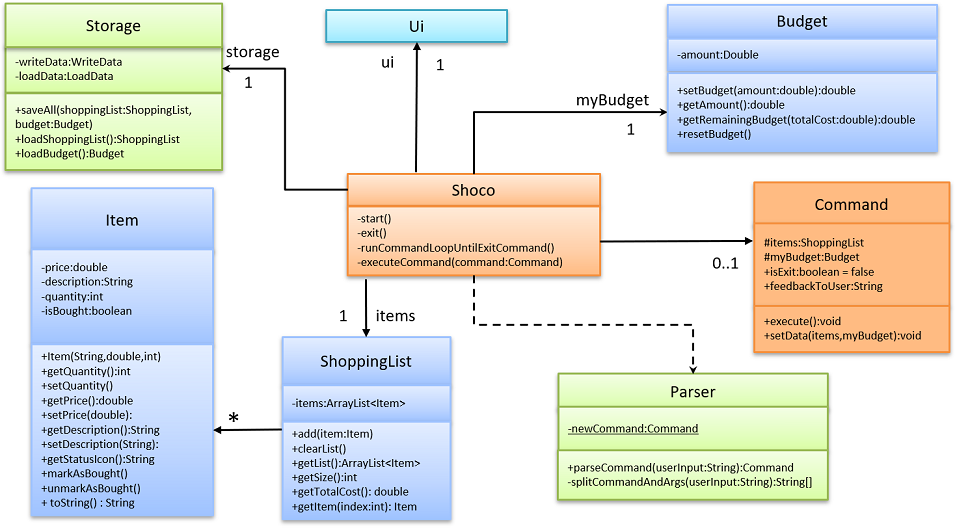 Storage
-writeData:WriteData
-loadData:LoadData
+saveAll(shoppingList:ShoppingList,
budget:Budget)
+loadShoppingList():ShoppingList
+loadBudget():Budget
storage
1
Ui
ui
1
Budget
-amount:Double
+setBudget(amount:double):double
+getAmount():double
+getRemainingBudget(totalCost:double):double
+resetBudget()
myBudget
1
Shoco
-start()
-exit()
-runCommandLoopUntilExitCommand()
-executeCommand(command:Command)
Command
#items:ShoppingList
#myBudget:Budget
+isExit:boolean = false
+feedbackToUser:String
+execute():void
+setData(items,myBudget):void
0..1
Item
-price:double
-description:String
-quantity:int
-isBought:boolean
+Item(String,double,int)
+getQuantity():int
+setQuantity()
+getPrice():double
+setPrice(double):
+getDescription():String
+setDescription(String):
+getStatusIcon():String
+markAsBought()
+unmarkAsBought()
+ toString() : String
*
1
items
ShoppingList
-items:ArrayList<Item>
+add(item:Item)
+clearList()
+getList():ArrayList<Item>
+getSize():int
+getTotalCost(): double
+getItem(index:int): Item
Parser
-newCommand:Command
+parseCommand(userInput:String):Command
-splitCommandAndArgs(userInput:String):String[]